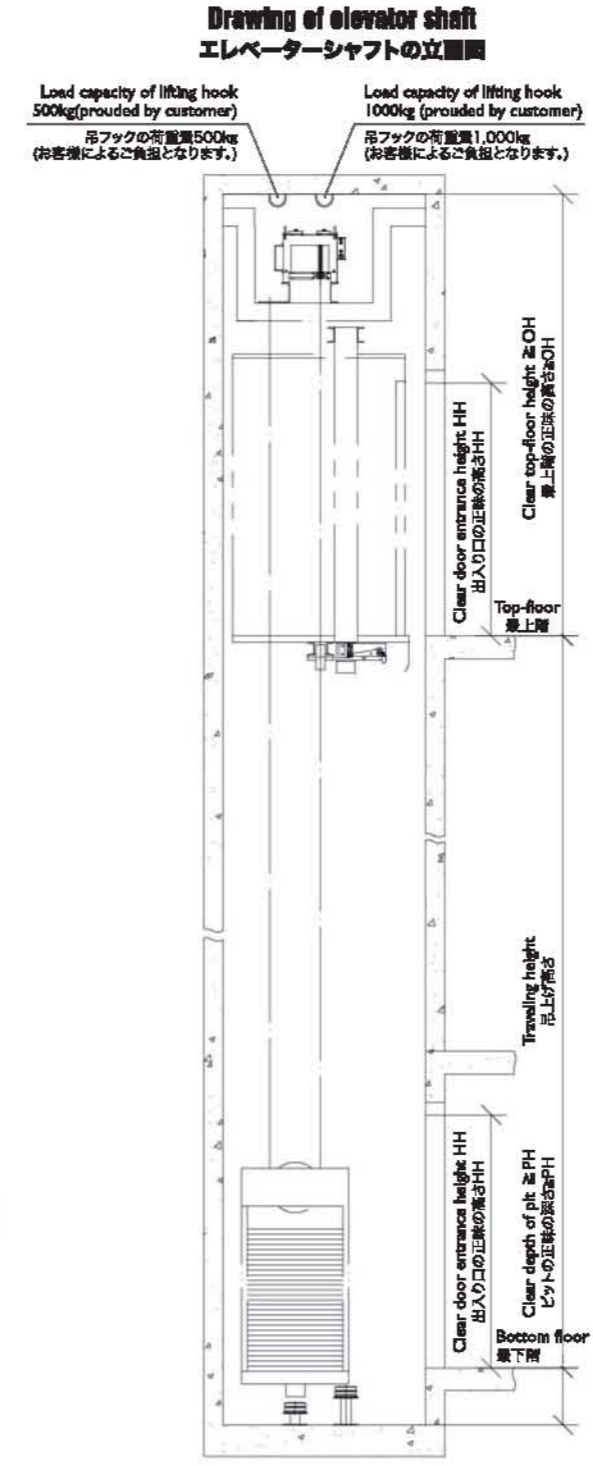 Drawing of elevator shaft
エレベーターシャフトの立面図
Load capacity of lifting hook
500kg(prouded by customer)
吊フックの荷重量500kg
(お客様によるご負担となります。)
Load capacity of lifting hook
1000kg (prouded by customer)
吊フックの荷重量1,000kg
(お客様によるご負担となります。)
Clear top-floor height ≧ OH
最上階の正味の高さ≧OH
Clear door entrance height HH
出入り口の正味の高さHH
Top-floor
最上階
Traveling height
吊上げ高さ
Clear door entrance height HH
出入り口の正味の高さHH
Clear depth of pit ≧ PH
ピットの正味の深さ≧PH
Bottom floor
最下階